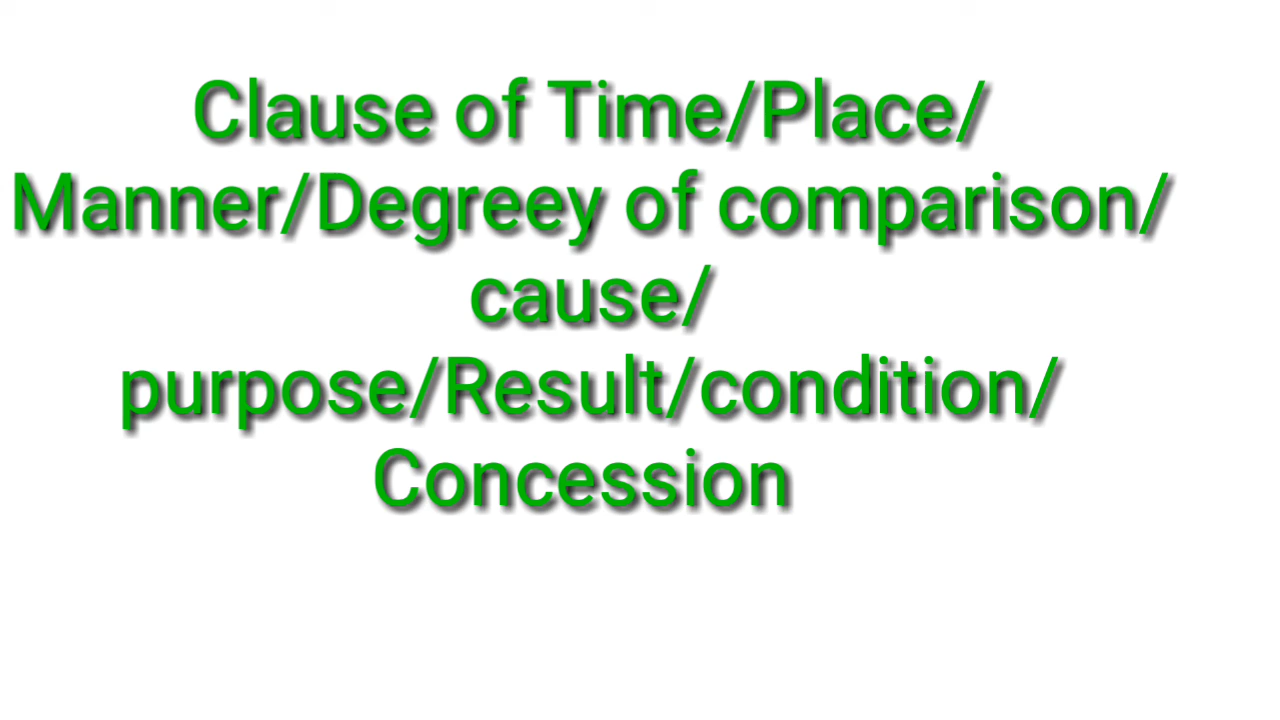 Clause of Time/Place/
Manner/Degreey of comparison/
cause/
purpose/Result/condition/
Concession